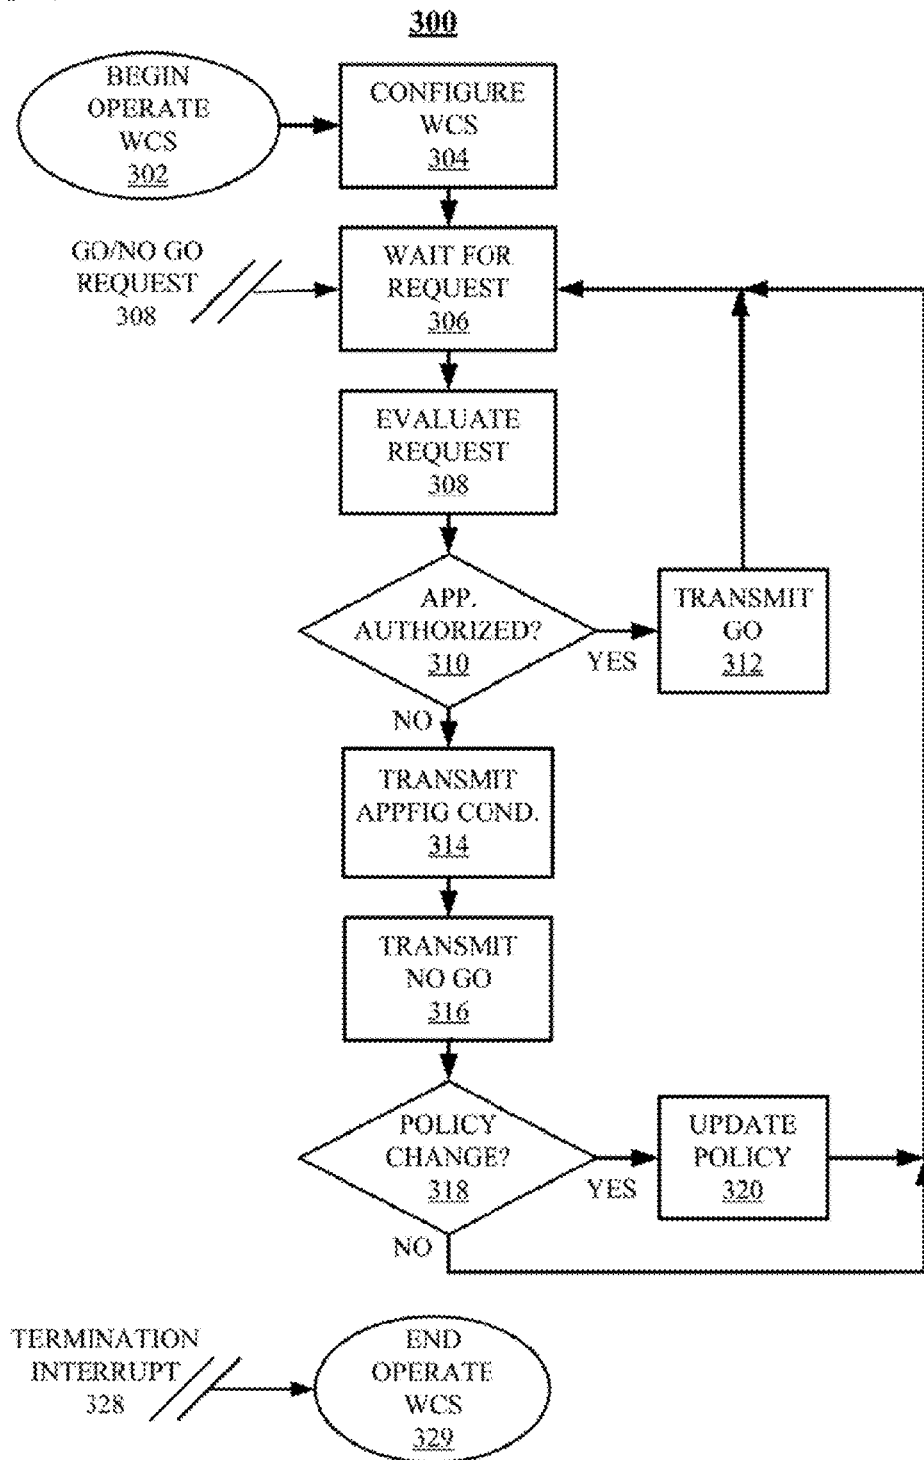 300
BEGIN
OPERATE
WCS
302
CONFIGURE
WCS
304
GO/NO GO
REQUEST
308
WAIT FOR
REQUEST
306
EVALUATE
REQUEST
308
APP.
AUTHORIZED?
310
YES
TRANSMIT
GO
312
NO
TRANSMIT
APPFIG COND.
314
TRANSMIT
NO GO
316
POLICY
CHANGE?
318
YES
UPDATE
POLICY
320
NO
TERMINATION
INTERRUPT
328
END
OPERATE
WCS
329